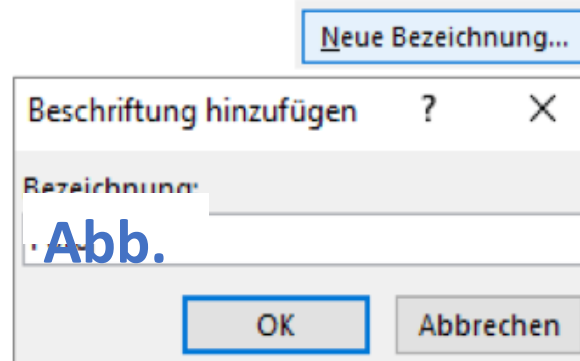 Neue Bezeichnung...
Beschriftung hinzufügen ? ✕
Bezeichnung:
Abb.
OK Abbrechen